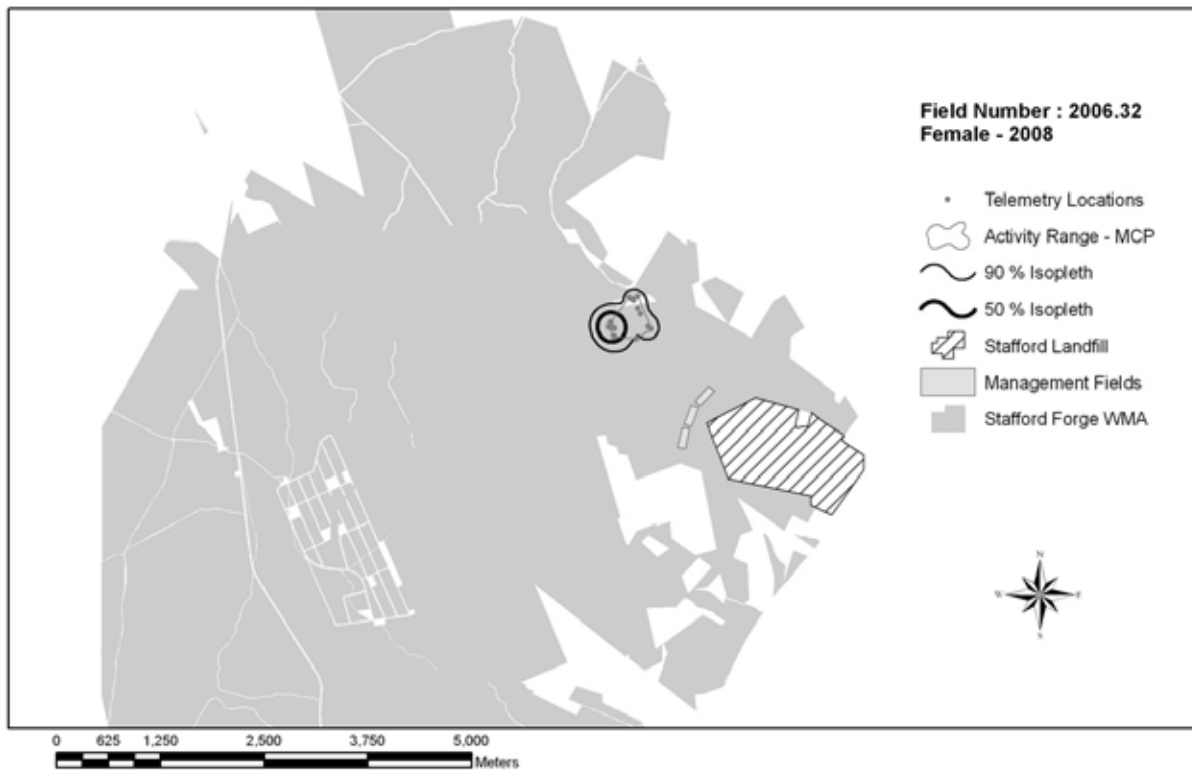 Field Number : 2006.32
Female - 2008
Telemetry Locations
Activity Range - MCP
90 % Isopleth
50 % Isopleth
Stafford Landfill
Management Fields
Stafford Forge WMA
N
W
E
S
0 625 1,250 2,500 3,750 5,000
Meters